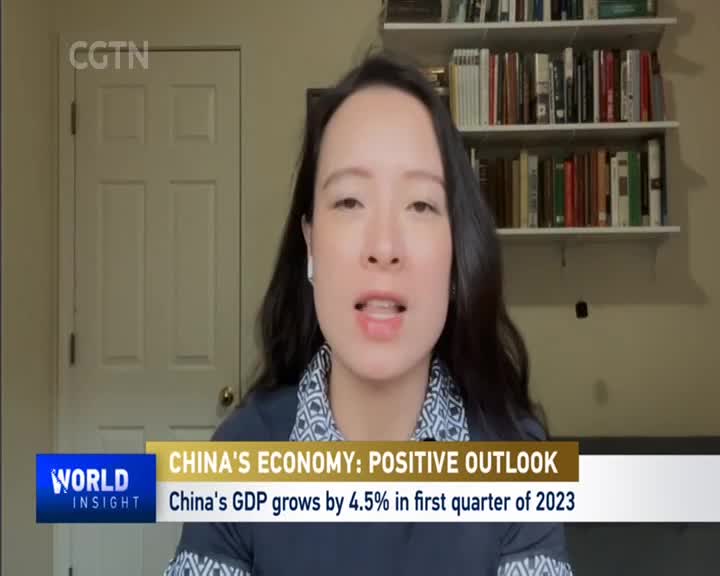 CGTN
CHINA'S ECONOMY: POSITIVE OUTLOOK
WORLD
INSIGHT
China's GDP grows by 4.5% in first quarter of 2023